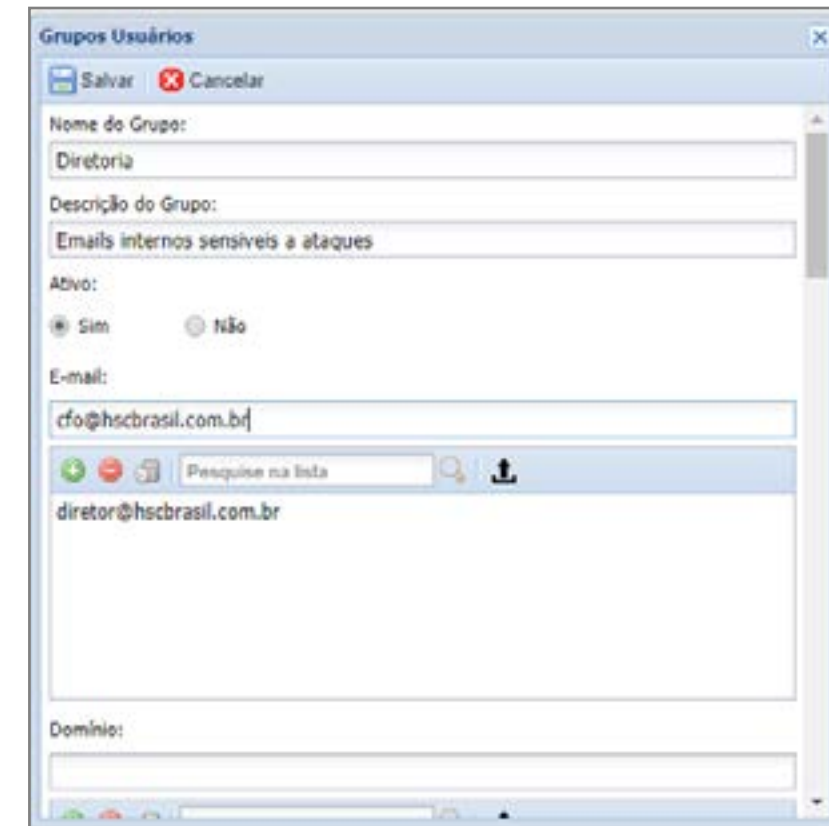 Grupos Usuários
Salvar Cancelar
Nome do Grupo:
Diretoria
Descrição do Grupo:
Emails internos sensiveis a ataques
Ativo:
Sim Não
E-mail:
cfo@hscbrasil.com.br
Pesquise na lista
diretor@hscbrasil.com.br
Domínio: